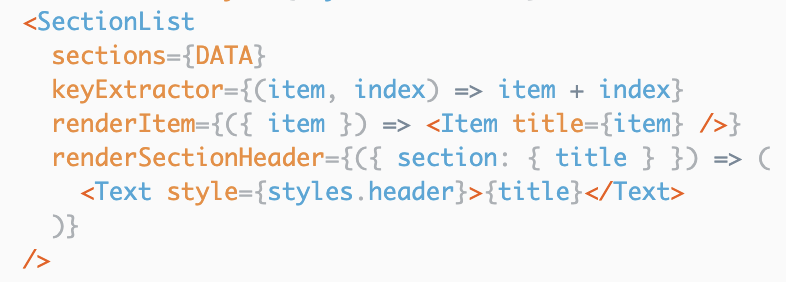 <SectionList
sections={DATA}
keyExtractor={(item, index) => item + index}
renderItem={({ item }) => <Item title={item} />}
renderSectionHeader={({ section: { title } }) => (
<Text style={styles.header}>{title}</Text>
)}
/>